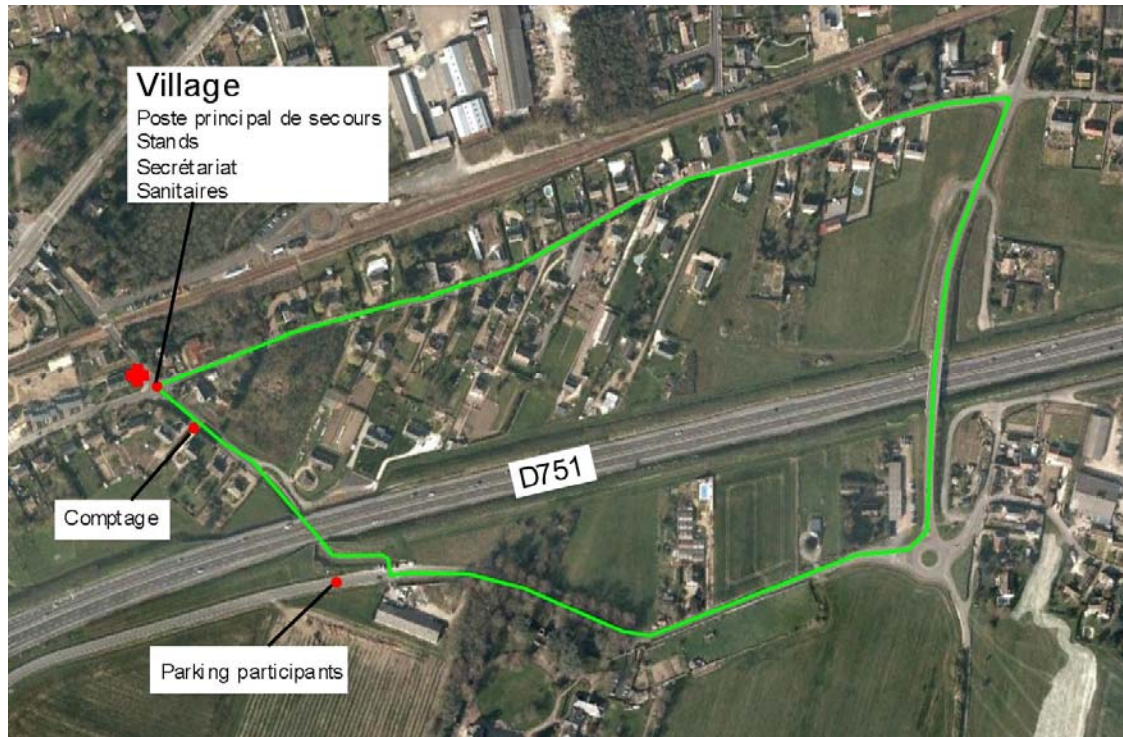 Village
Poste principal de secours
Stands
Secrétariat
Sanitaires
D751
Comptage
Parking participants